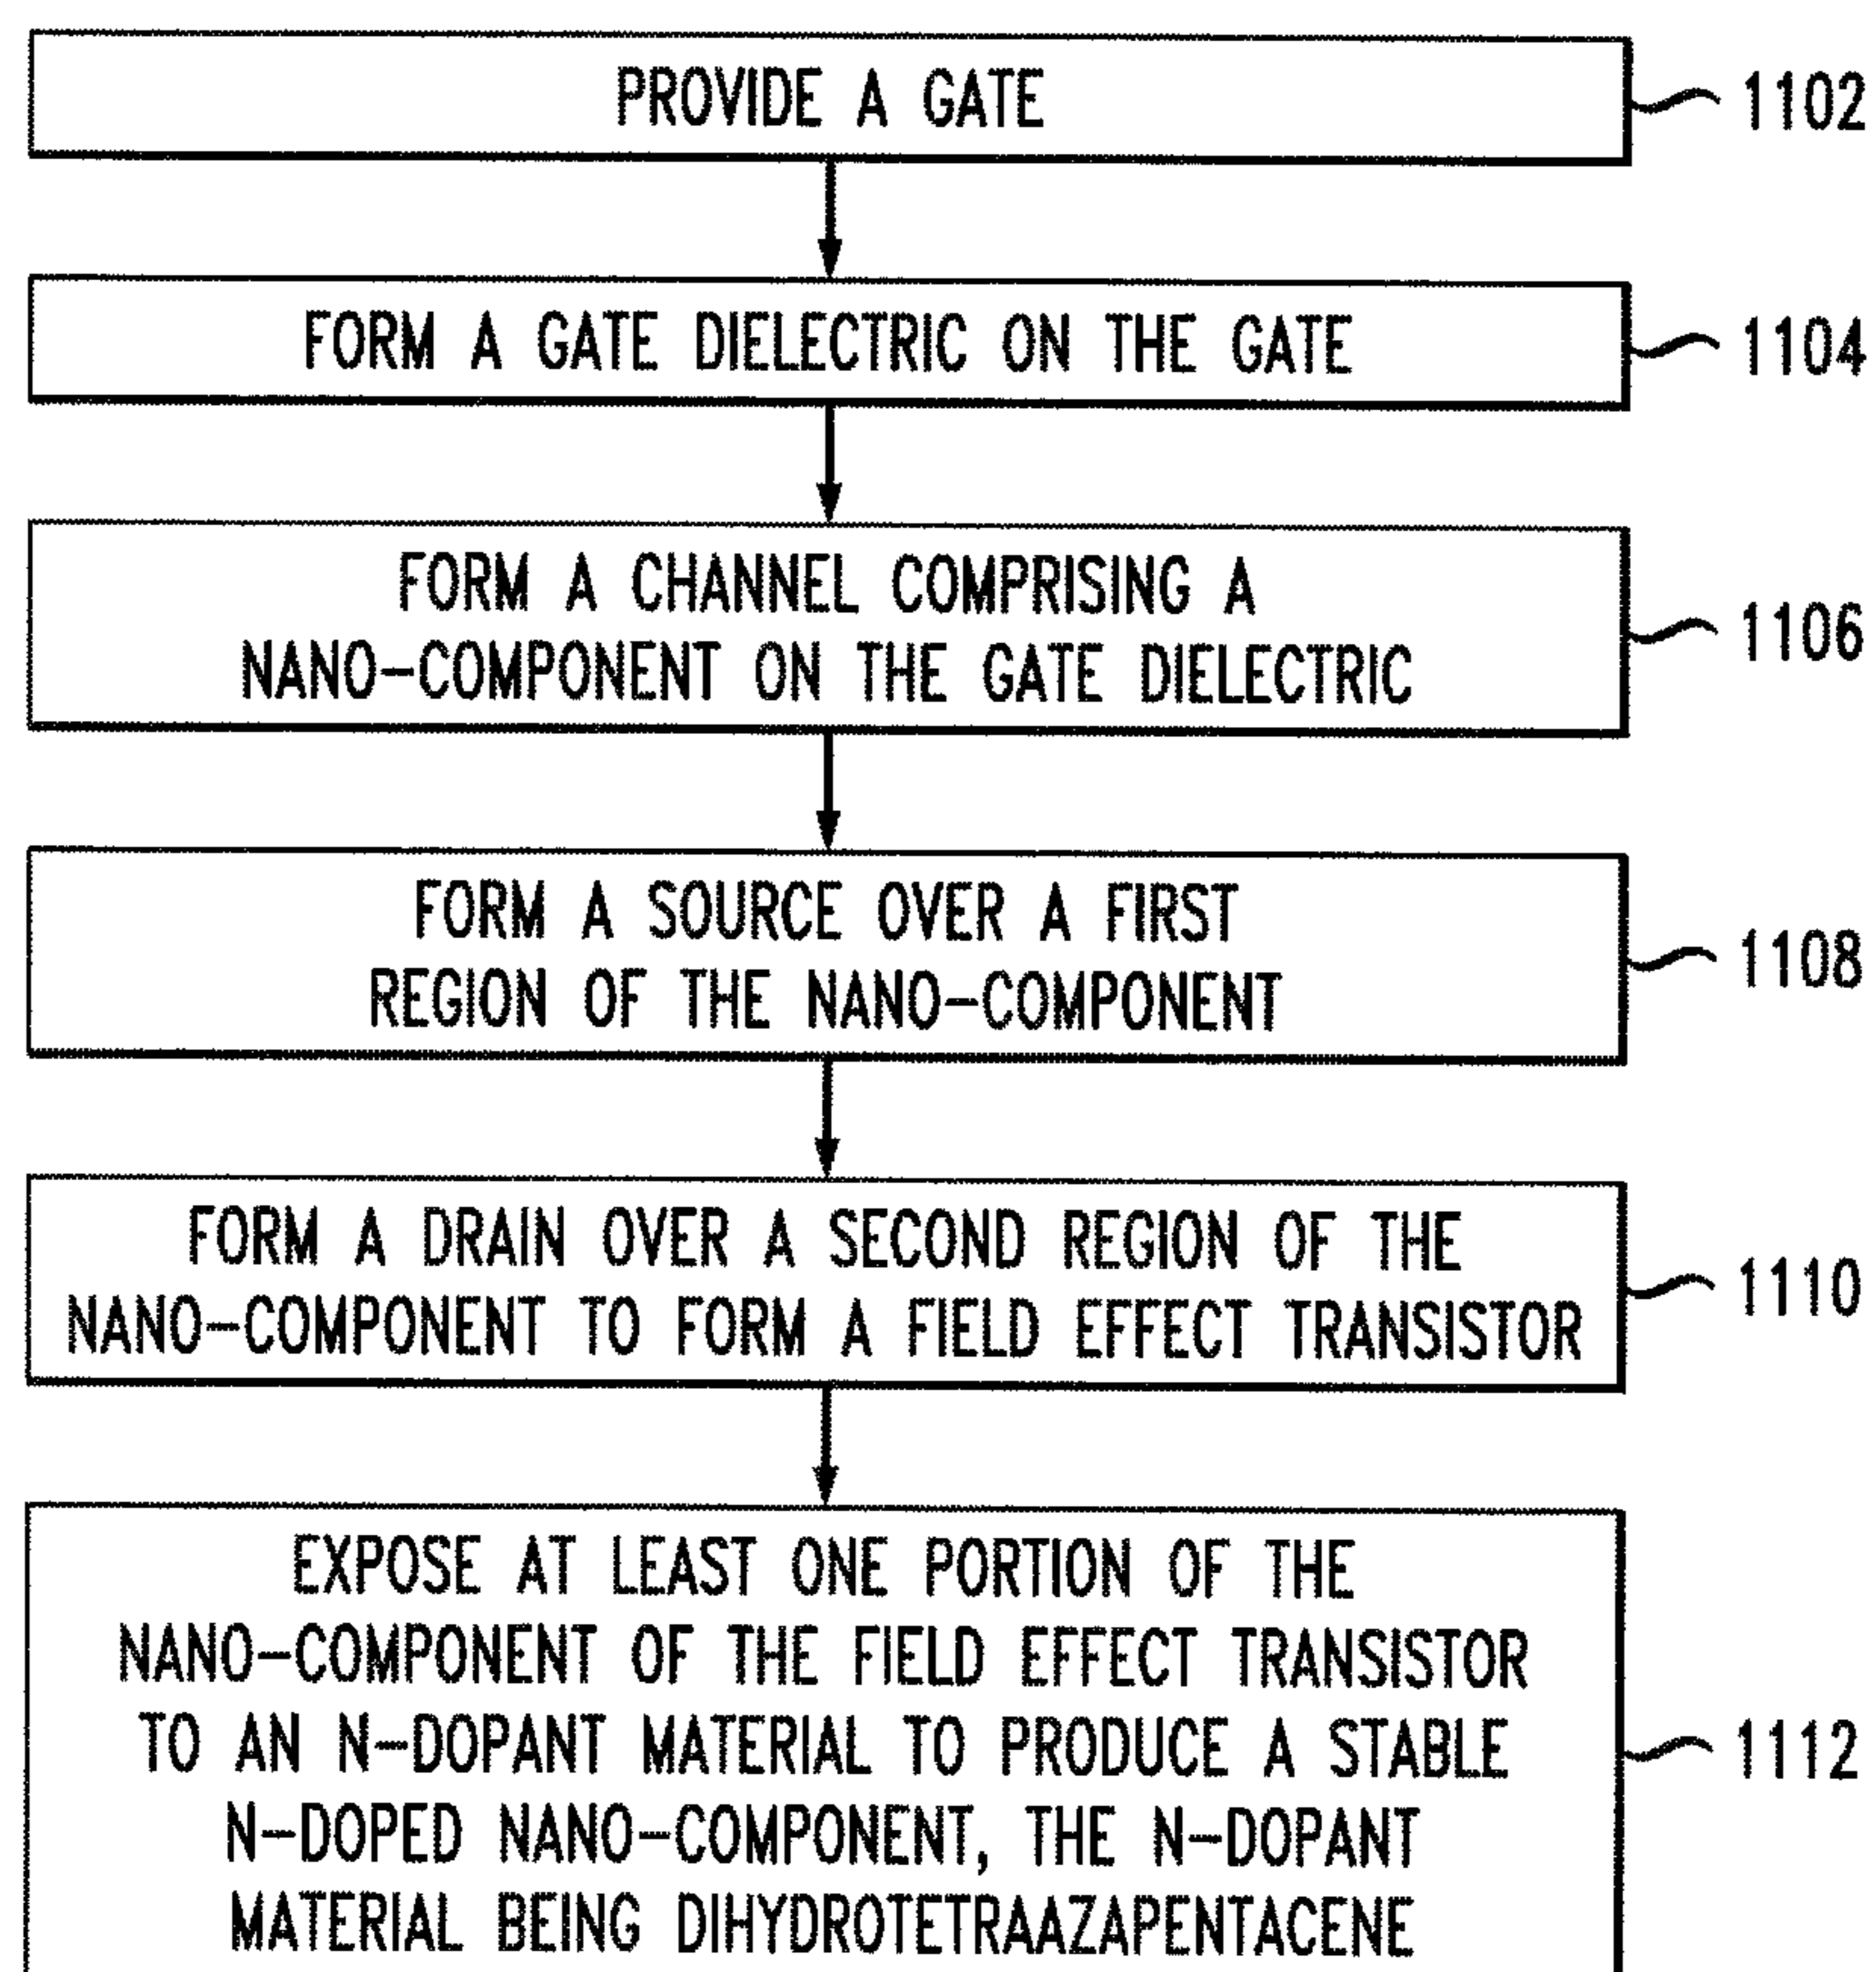 PROVIDE A GATE
1102
FORM A GATE DIELECTRIC ON THE GATE
1104
FORM A CHANNEL COMPRISING A
NANO-COMPONENT ON THE GATE DIELECTRIC
1106
FORM A SOURCE OVER A FIRST
REGION OF THE NANO-COMPONENT
1108
FORM A DRAIN OVER A SECOND REGION OF THE
NANO-COMPONENT TO FORM A FIELD EFFECT TRANSISTOR
1110
EXPOSE AT LEAST ONE PORTION OF THE
NANO-COMPONENT OF THE FIELD EFFECT TRANSISTOR
TO AN N-DOPANT MATERIAL TO PRODUCE A STABLE
N-DOPED NANO-COMPONENT, THE N-DOPANT
MATERIAL BEING DIHYDROTETRAAZAPENTACENE
1112